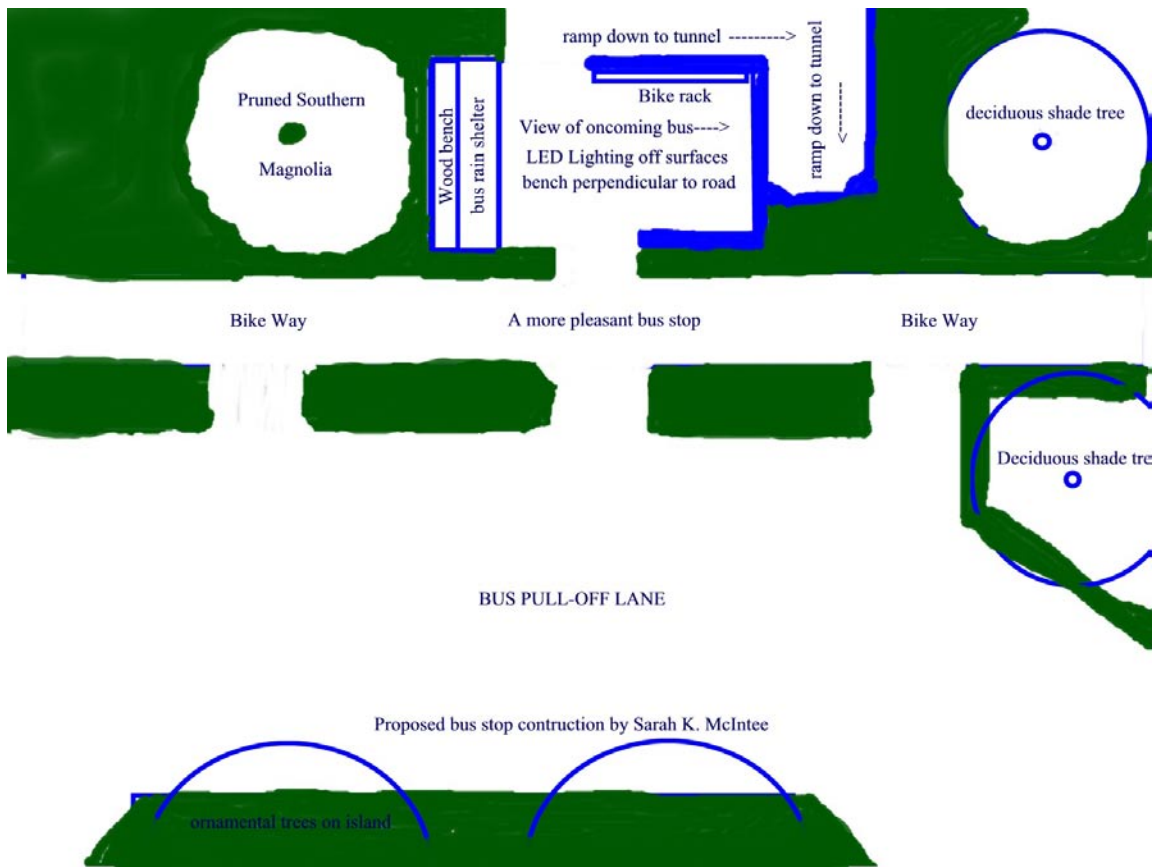 ramp down to tunnel --------->
ramp down to tunnel
<-------
Pruned Southern
Magnolia
Wood bench
bus rain shelter
Bike rack
View of oncoming bus---->
LED Lighting off surfaces
bench perpendicular to road
deciduous shade tree
Bike Way
A more pleasant bus stop
Bike Way
Deciduous shade tre
BUS PULL-OFF LANE
Proposed bus stop contruction by Sarah K. McIntee
ornamental trees on island